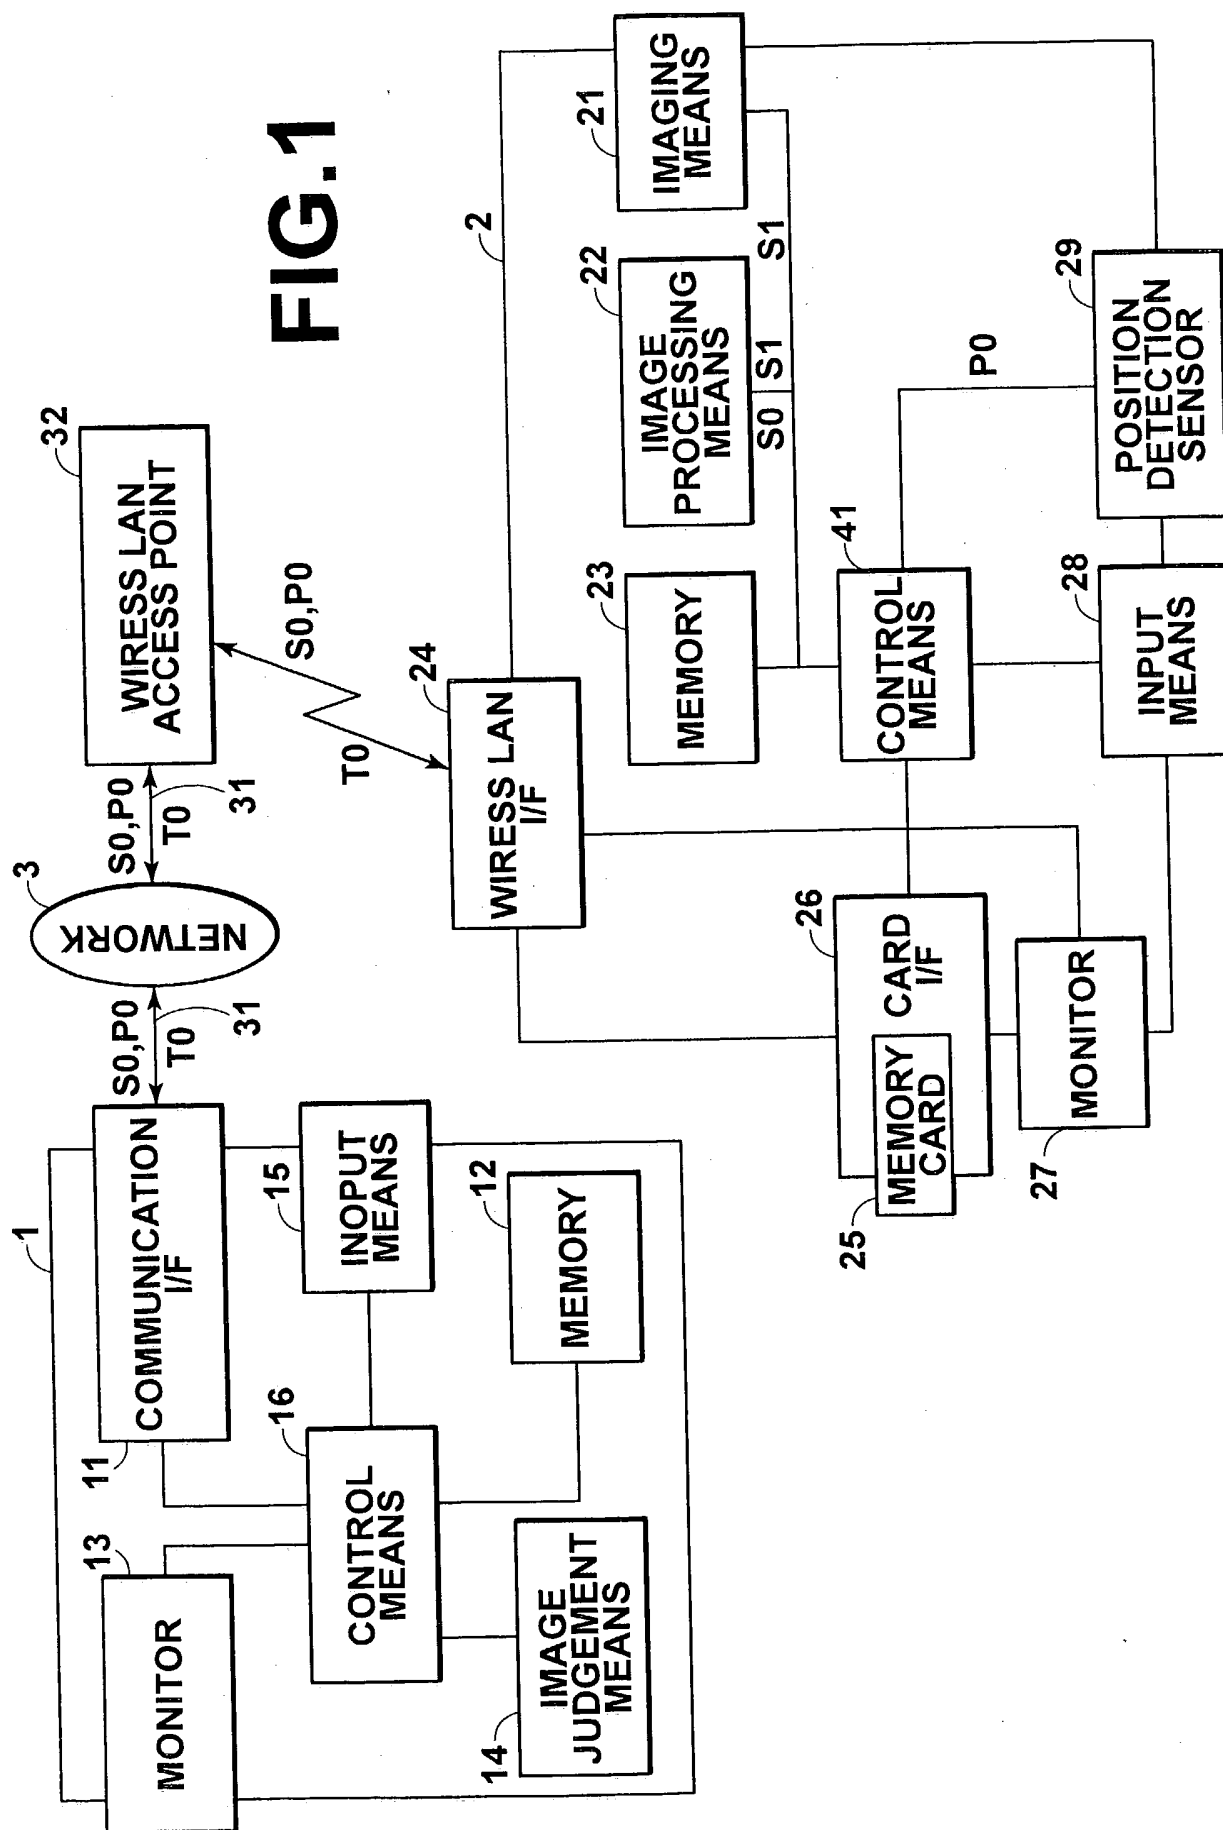 FIG.1
1
MONITOR
13
11
COMMUNICATION
I/F
S0,P0
T0
31
3
NETWORK
S0,P0
T0
31
32
WIRESS LAN
ACCESS POINT
16
CONTROL
MEANS
15
INOPUT
MEANS
14
IMAGE
JUDGEMENT
MEANS
12
MEMORY
S0,P0
T0
24
WIRESS LAN
I/F
2
21
IMAGING
MEANS
22
IMAGE
PROCESSING
MEANS
23
MEMORY
S0
S1
S1
25
MEMORY
CARD
26
CARD
I/F
41
CONTROL
MEANS
P0
27
MONITOR
28
INPUT
MEANS
29
POSITION
DETECTION
SENSOR